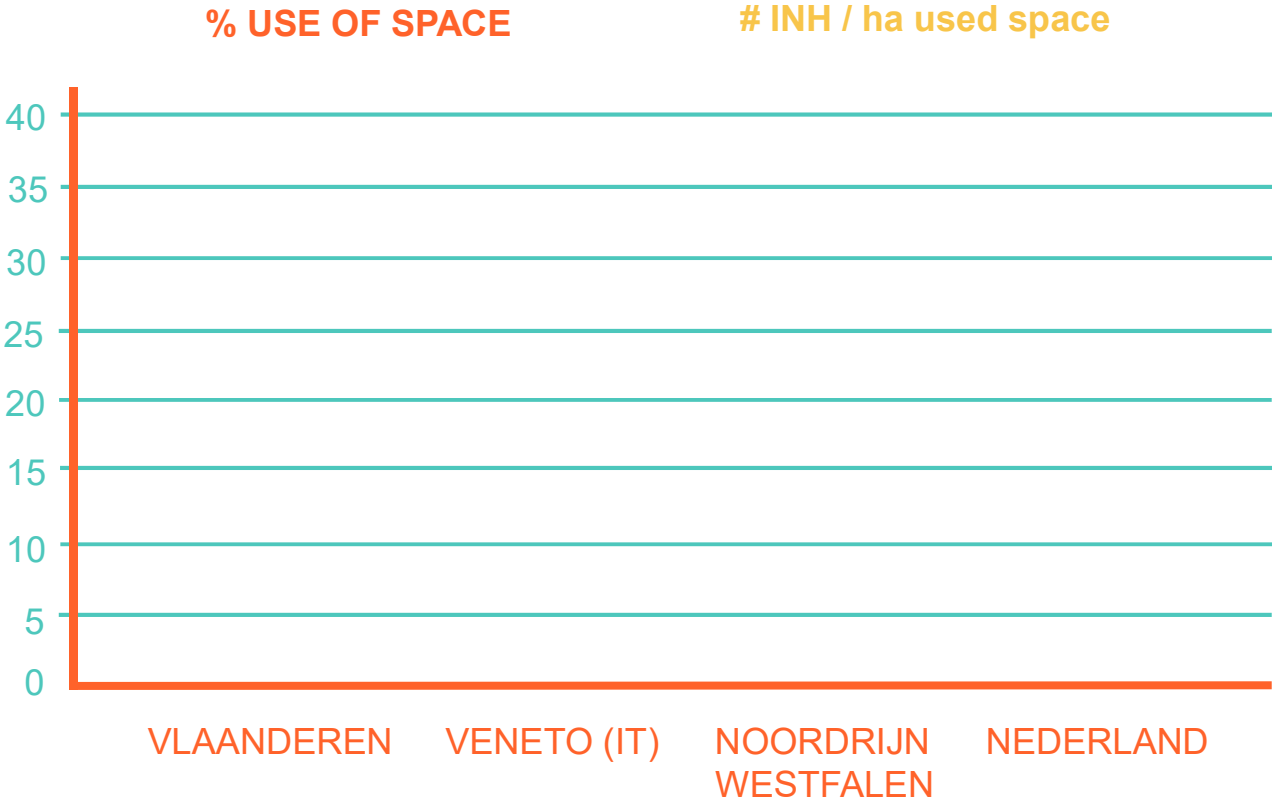 % USE OF SPACE
# INH / ha used space
40
35
30
25
20
15
10
5
0
VLAANDEREN
VENETO (IT)
NOORDRIJN
WESTFALEN
NEDERLAND